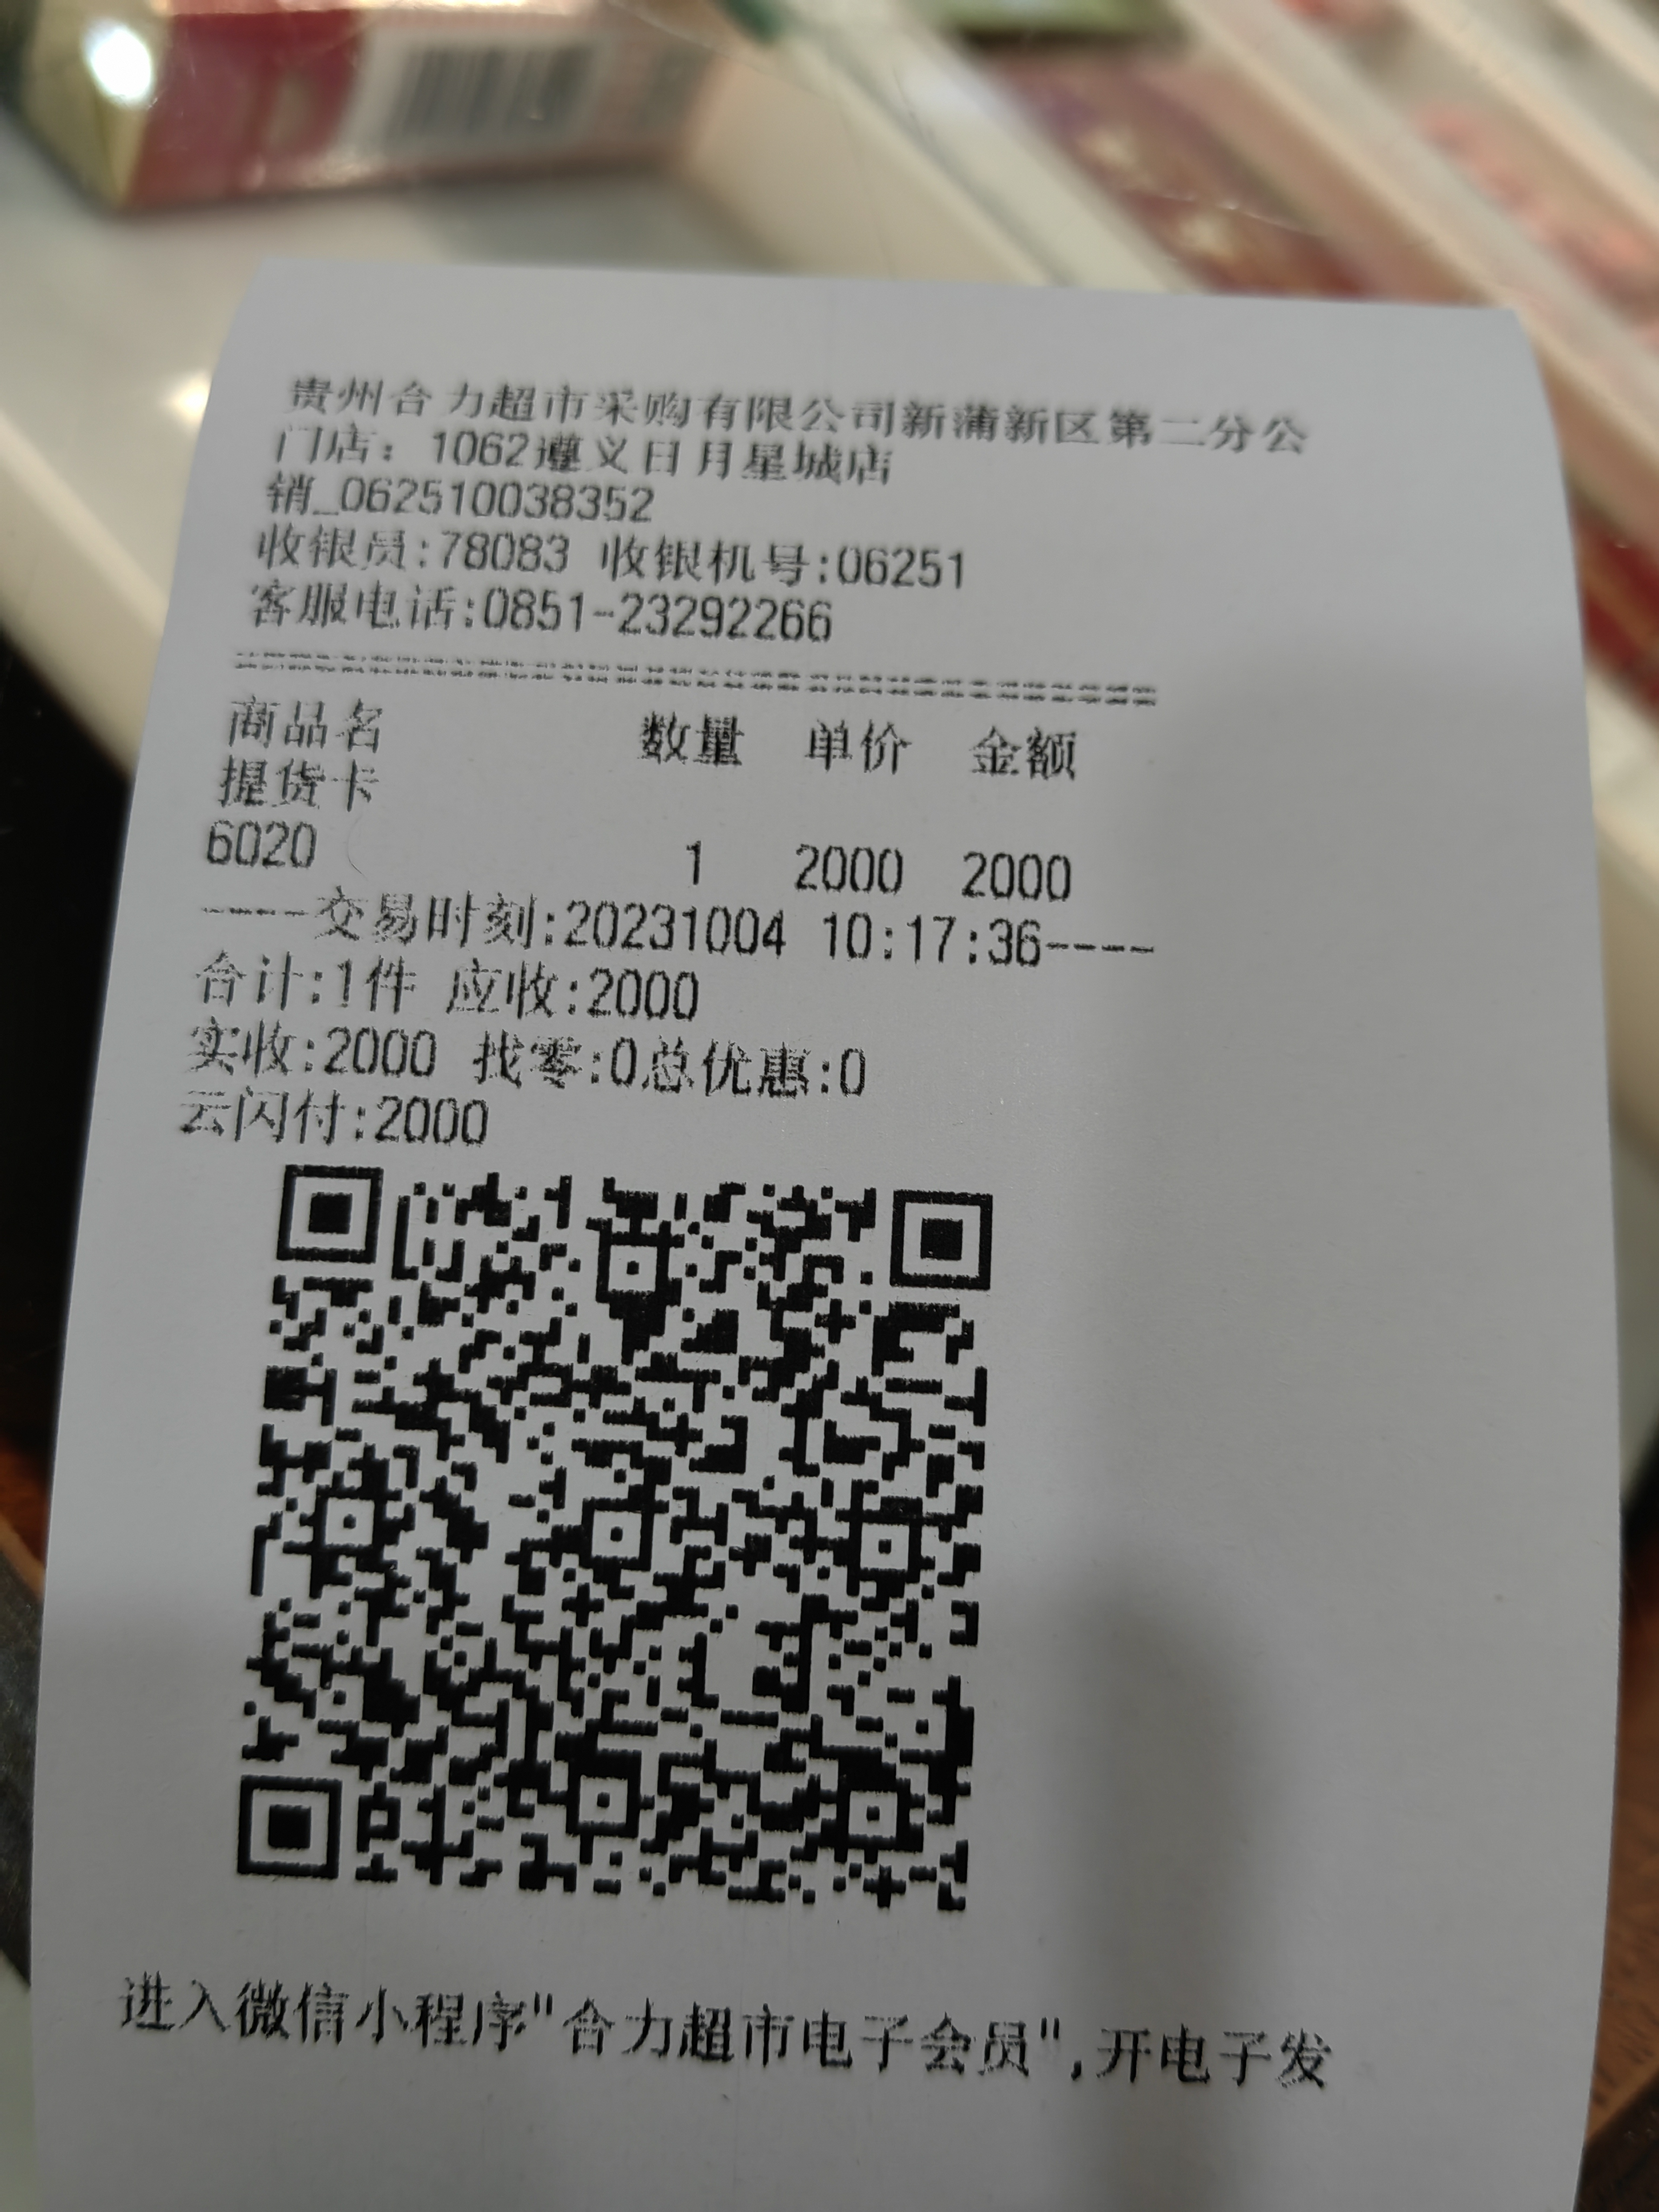 贵州合力超市采购有限公司新蒲新区第二分公
门店：1062遵义日月星城店
销_062510038352
收银员:78083 收银机号:06251
客服电话:0851-23292266
商品名 数量 单价 金额
提货卡
6020 1 2000 2000
----交易时刻:20231004 10:17:36----
合计:1件 应收:2000
实收:2000 找零:0总优惠:0
云闪付:2000
进入微信小程序"合力超市电子会员",开电子发